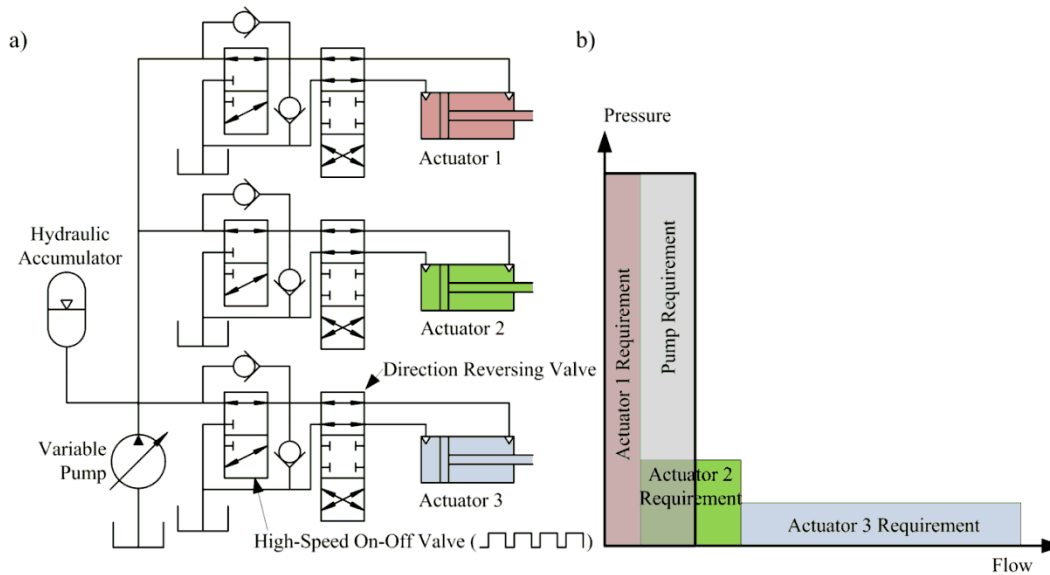 a)
Actuator 1
Hydraulic
Accumulator
Actuator 2
Direction Reversing Valve
Variable
Pump
Actuator 3
High-Speed On-Off Valve ( )
b)
Pressure
Actuator 1 Requirement
Pump Requirement
Actuator 2
Requirement
Actuator 3 Requirement
Flow